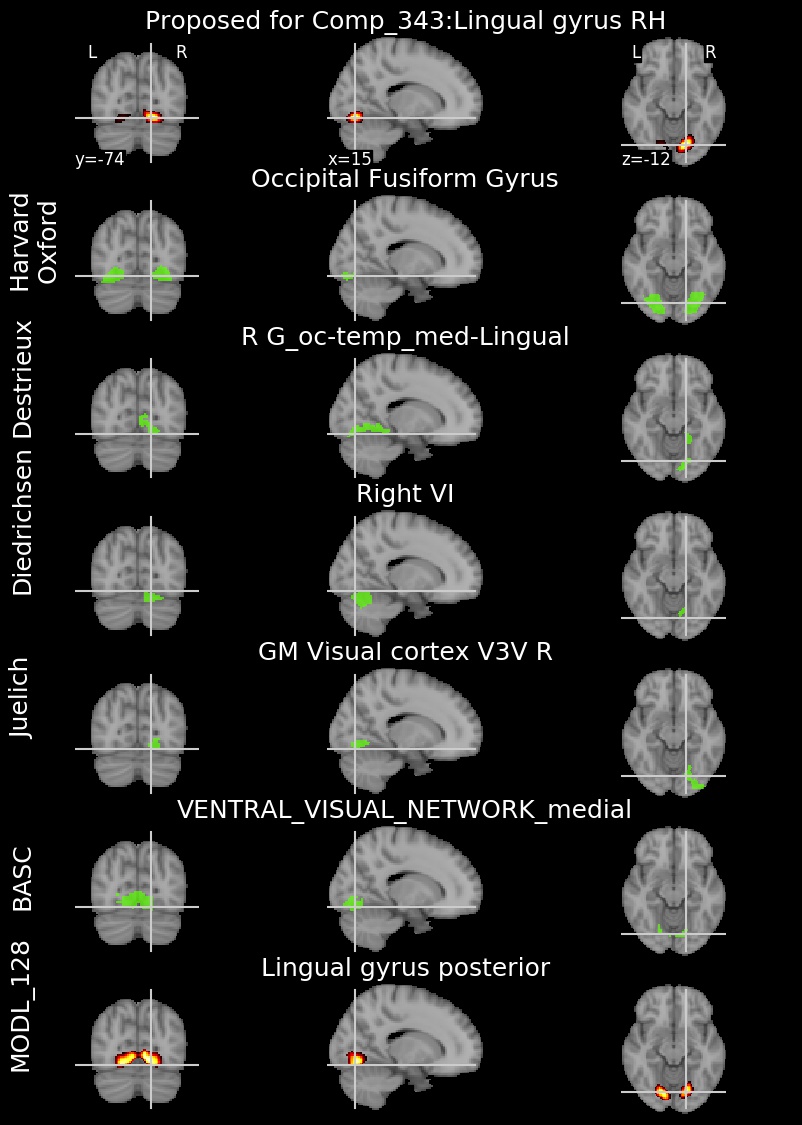 Proposed for Comp_343:Lingual gyrus RH
L R
L R
y=-74
x=15
z=-12
Occipital Fusiform Gyrus
Harvard
Oxford
R G_oc-temp_med-Lingual
Destrieux
Right VI
Diedrichsen
GM Visual cortex V3V R
Juelich
VENTRAL_VISUAL_NETWORK_medial
BASC
Lingual gyrus posterior
MODL_128